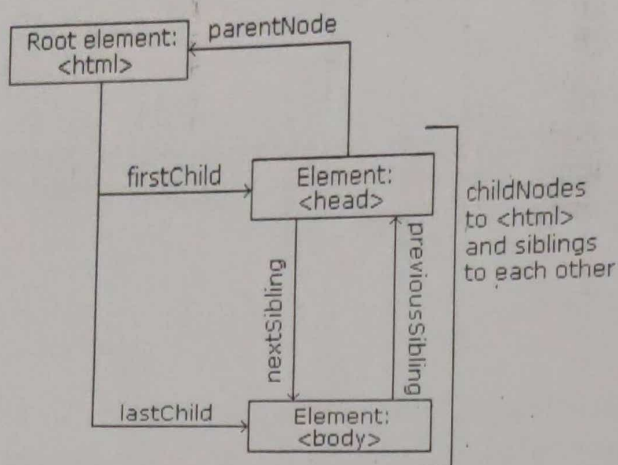 parentNode
Root element:
<html>
firstChild
Element:
<head>
childNodes
to <html>
and siblings
to each other
nextSibling
previousSibling
lastChild
Element:
<body>